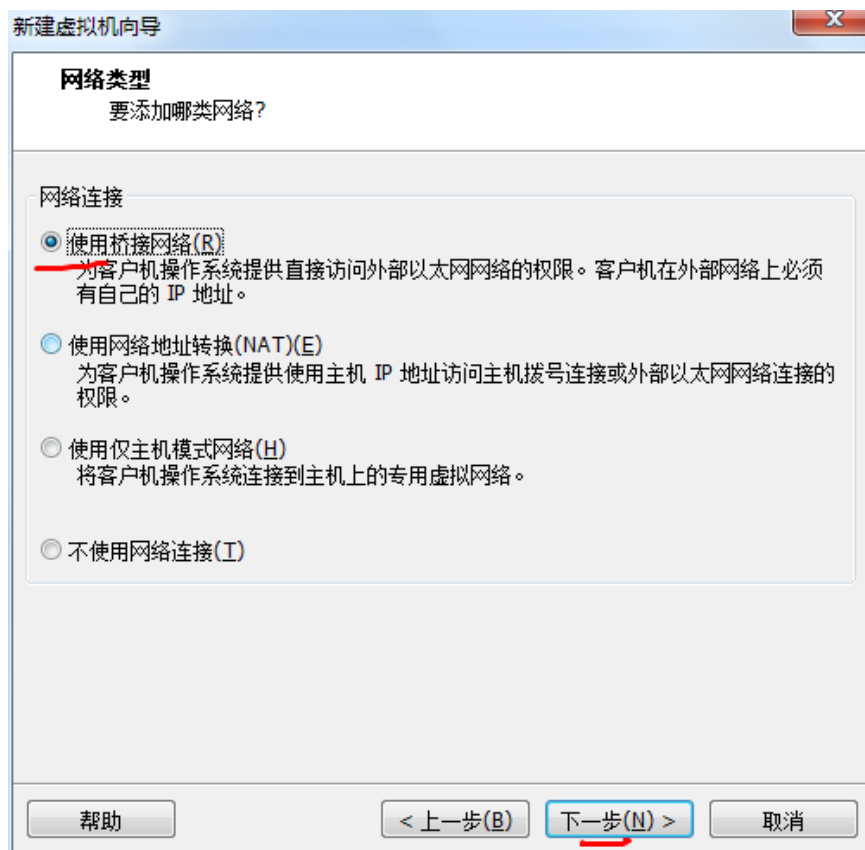 新建虚拟机向导
网络类型
要添加哪类网络?
网络连接
使用桥接网络(R)
为客户机操作系统提供直接访问外部以太网网络的权限。客户机在外部网络上必须
有自己的 IP 地址。
使用网络地址转换(NAT)(E)
为客户机操作系统提供使用主机 IP 地址访问主机拨号连接或外部以太网网络连接的
权限。
使用仅主机模式网络(H)
将客户机操作系统连接到主机上的专用虚拟网络。
不使用网络连接(T)
帮助
< 上一步(B)
下一步(N) >
取消